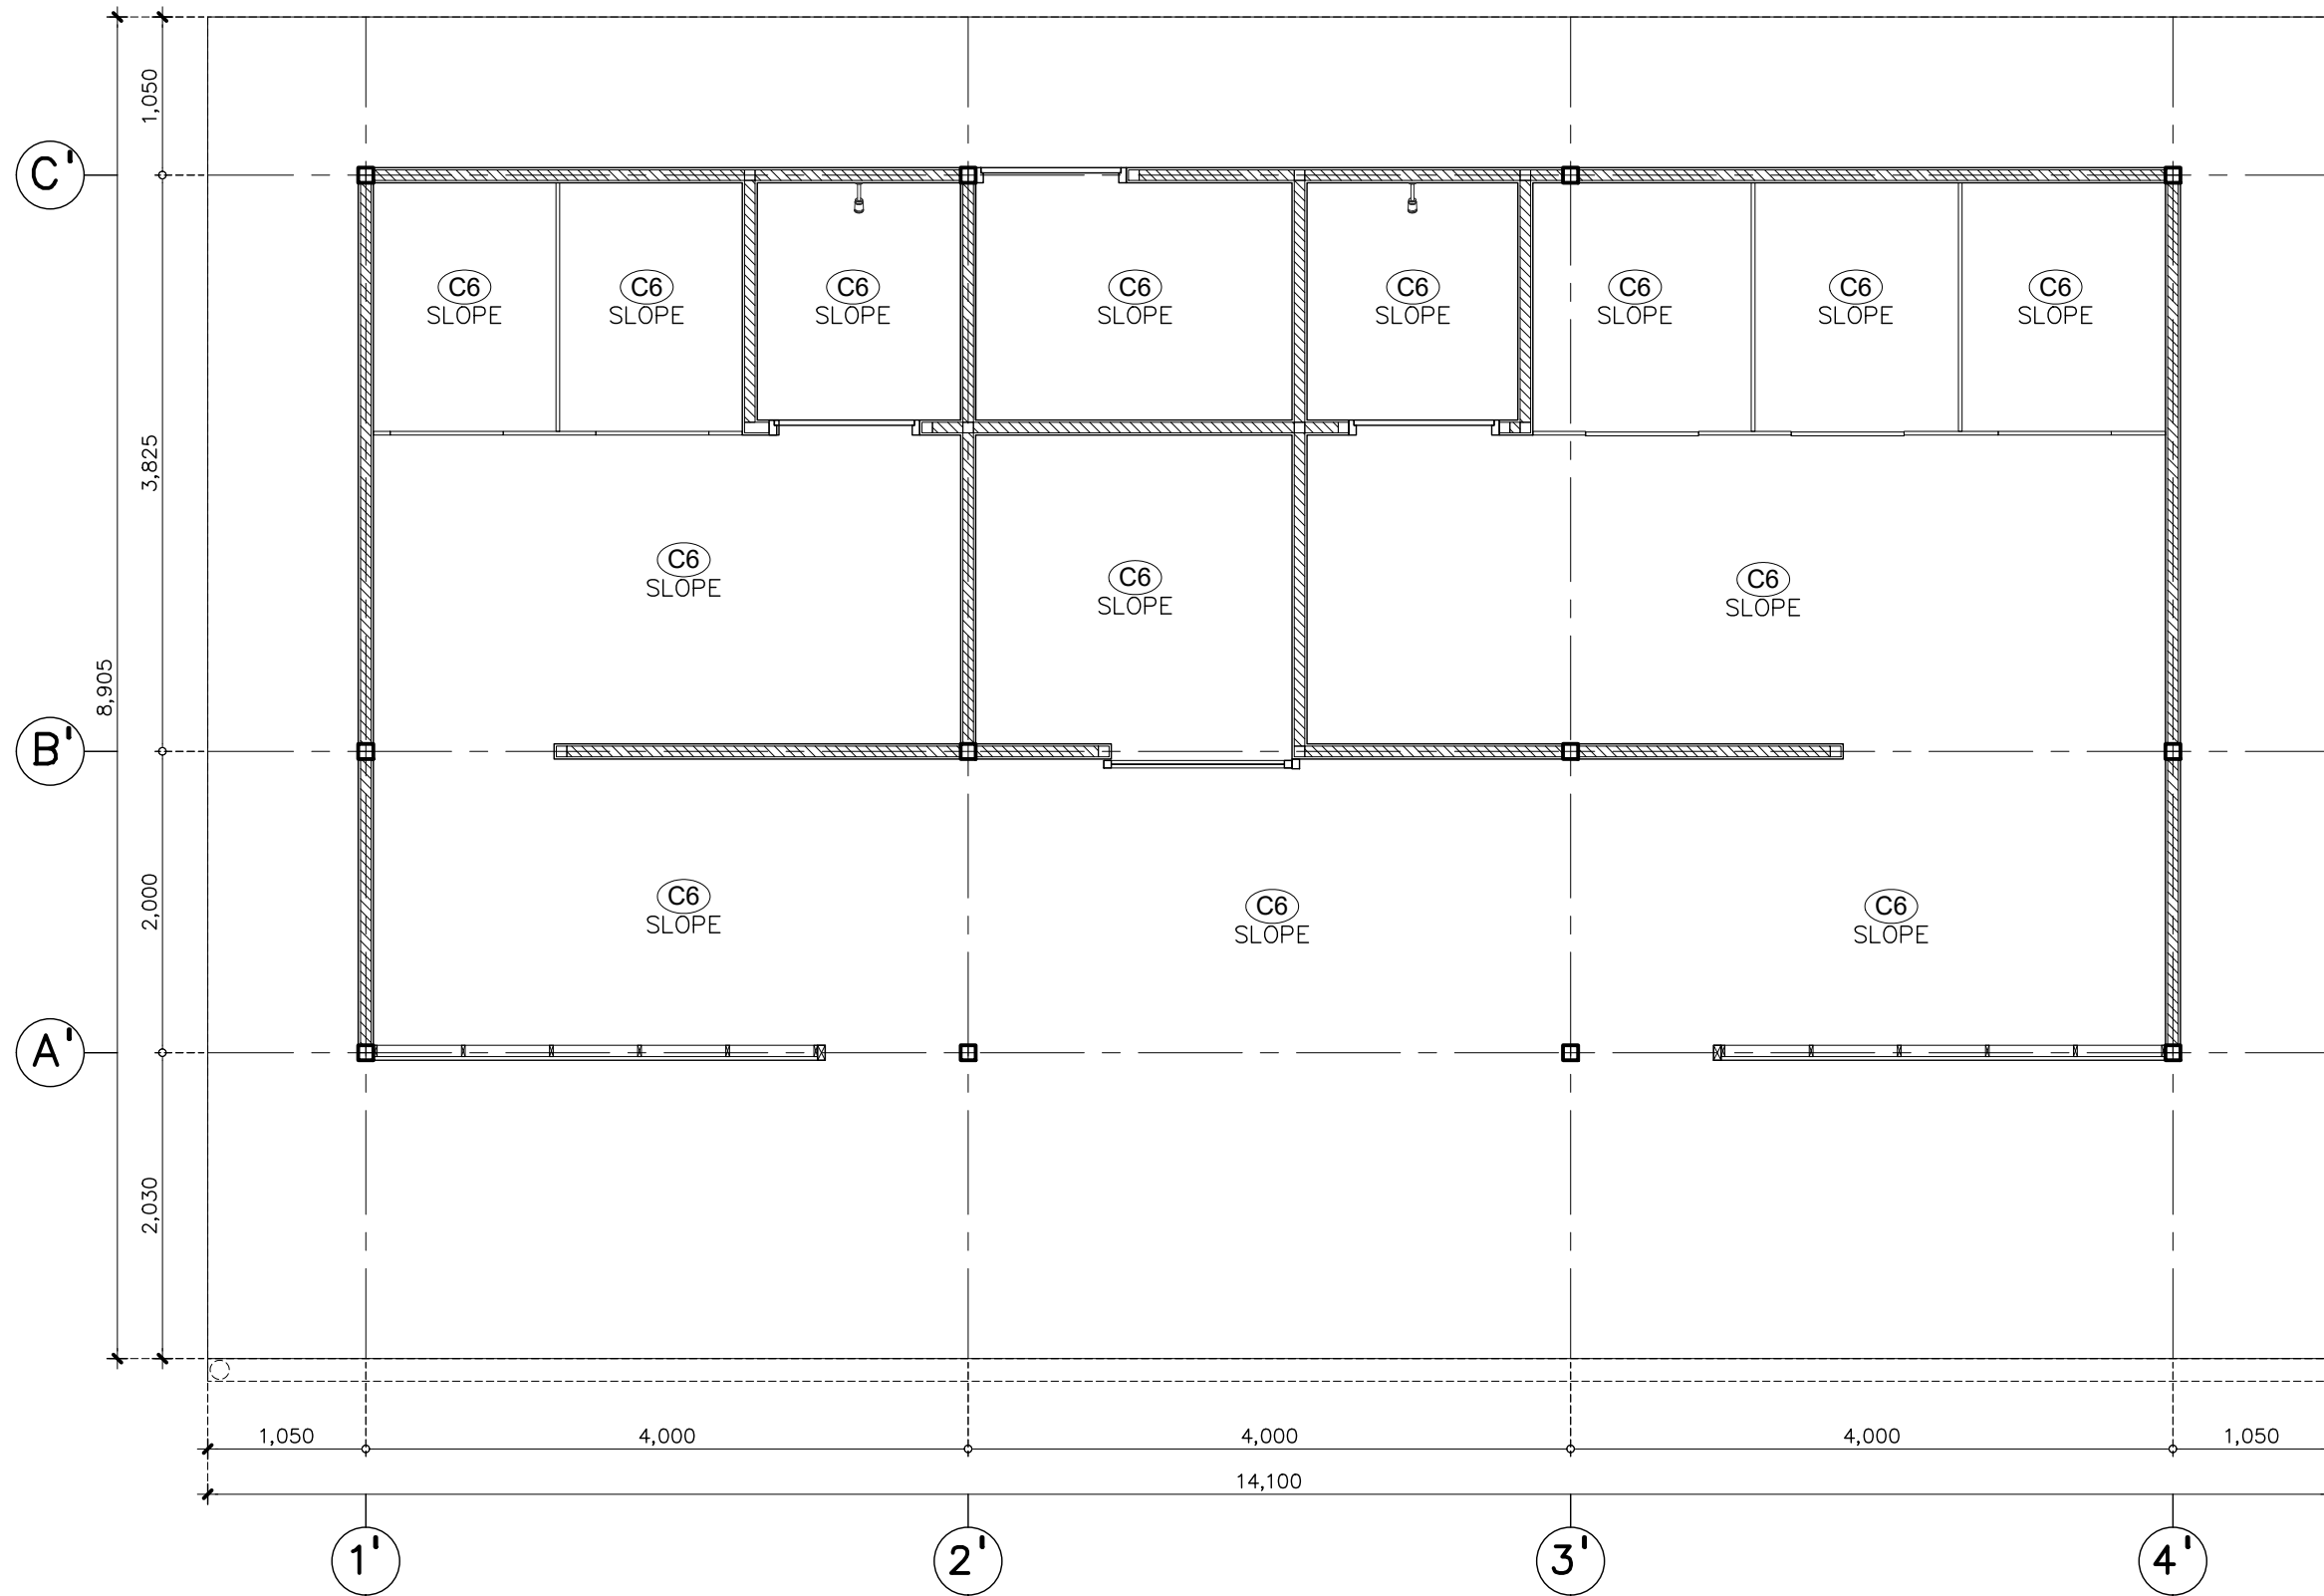 1,050
C'
C6 C6 C6 C6 C6 C6 C6 C6
SLOPE SLOPE SLOPE SLOPE SLOPE SLOPE SLOPE SLOPE
3,825
C6 C6 C6
SLOPE SLOPE SLOPE
8,905
B'
2,000
C6 C6 C6
SLOPE SLOPE SLOPE
A'
2,030
1,050 4,000 4,000 4,000 1,050
14,100
1' 2' 3' 4'